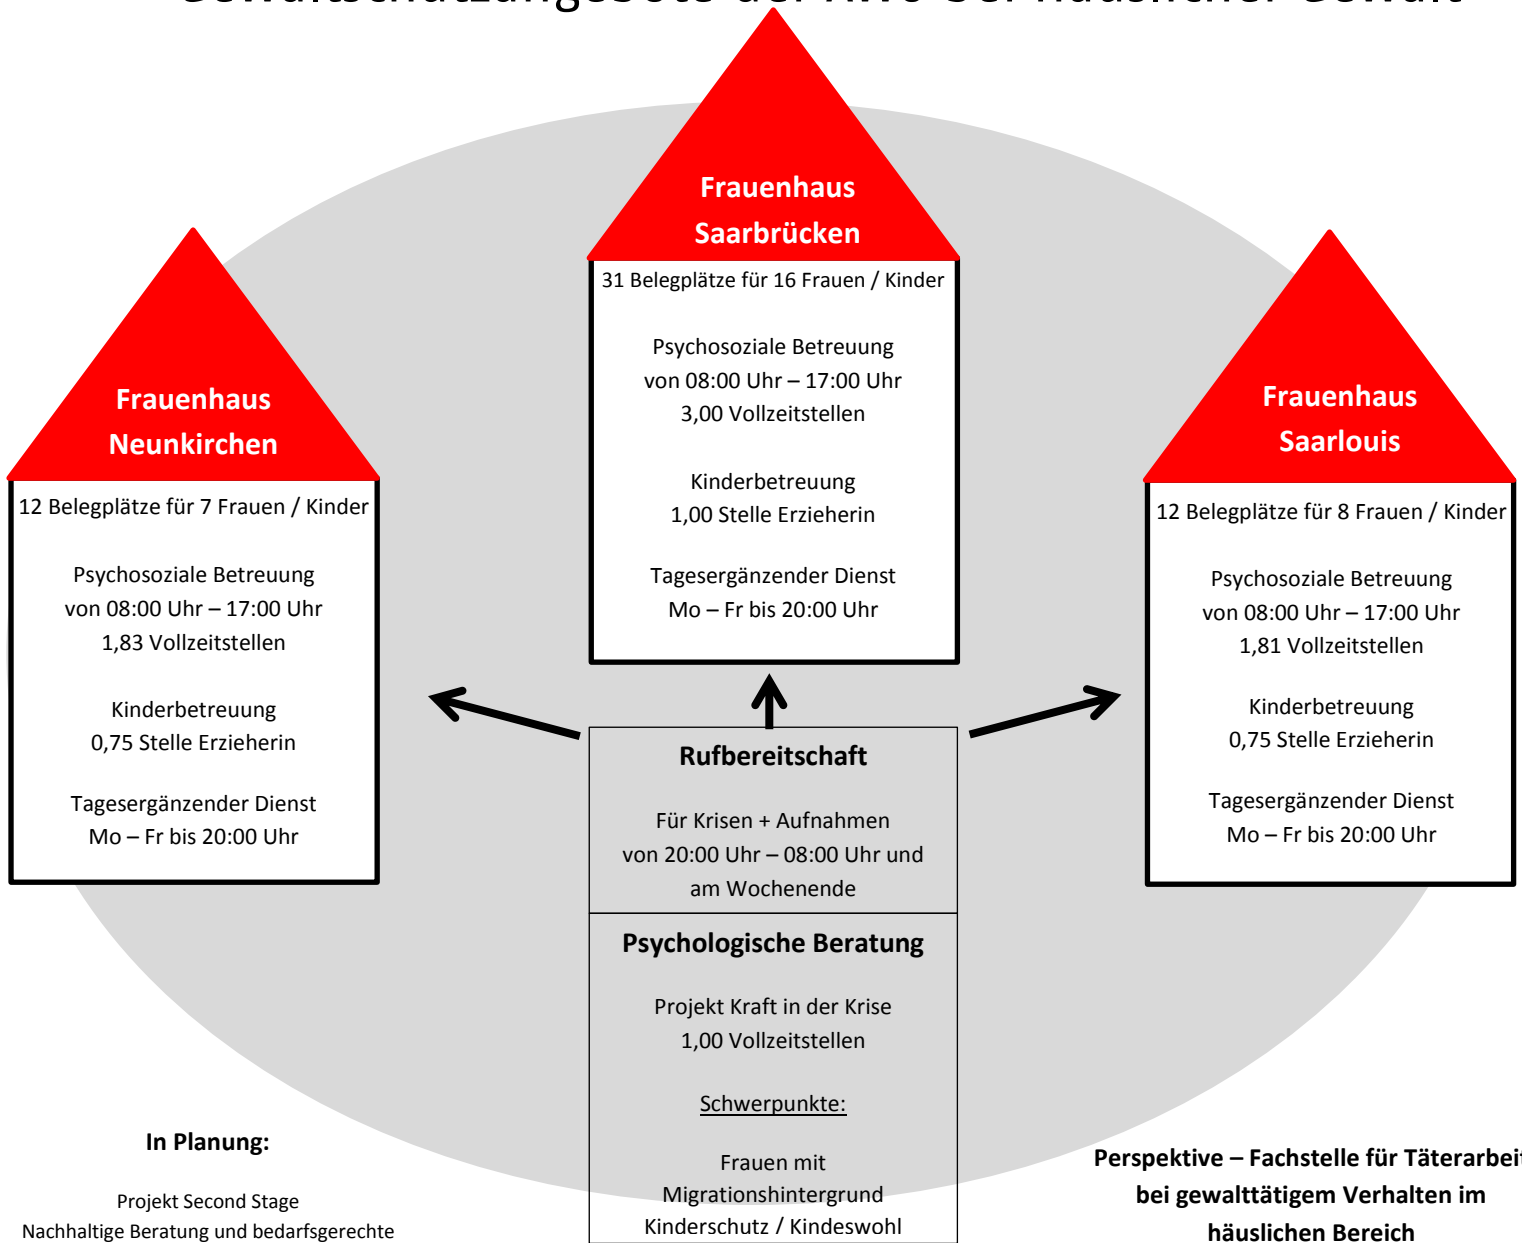 Gewaltschutzangebote der AWO bei häuslicher Gewalt
Frauenhaus
Saarbrücken
31 Belegplätze für 16 Frauen / Kinder
Psychosoziale Betreuung
von 08:00 Uhr – 17:00 Uhr
3,00 Vollzeitstellen
Kinderbetreuung
1,00 Stelle Erzieherin
Tagesergänzender Dienst
Mo – Fr bis 20:00 Uhr
Frauenhaus
Neunkirchen
12 Belegplätze für 7 Frauen / Kinder
Psychosoziale Betreuung
von 08:00 Uhr – 17:00 Uhr
1,83 Vollzeitstellen
Kinderbetreuung
0,75 Stelle Erzieherin
Tagesergänzender Dienst
Mo – Fr bis 20:00 Uhr
Frauenhaus
Saarlouis
12 Belegplätze für 8 Frauen / Kinder
Psychosoziale Betreuung
von 08:00 Uhr – 17:00 Uhr
1,81 Vollzeitstellen
Kinderbetreuung
0,75 Stelle Erzieherin
Tagesergänzender Dienst
Mo – Fr bis 20:00 Uhr
Rufbereitschaft
Für Krisen + Aufnahmen
von 20:00 Uhr – 08:00 Uhr und
am Wochenende
Psychologische Beratung
Projekt Kraft in der Krise
1,00 Vollzeitstellen
Schwerpunkte:
Frauen mit
Migrationshintergrund
Kinderschutz / Kindeswohl
In Planung:
Projekt Second Stage
Nachhaltige Beratung und bedarfsgerechte
Perspektive – Fachstelle für Täterarbeit
bei gewalttätigem Verhalten im
häuslichen Bereich